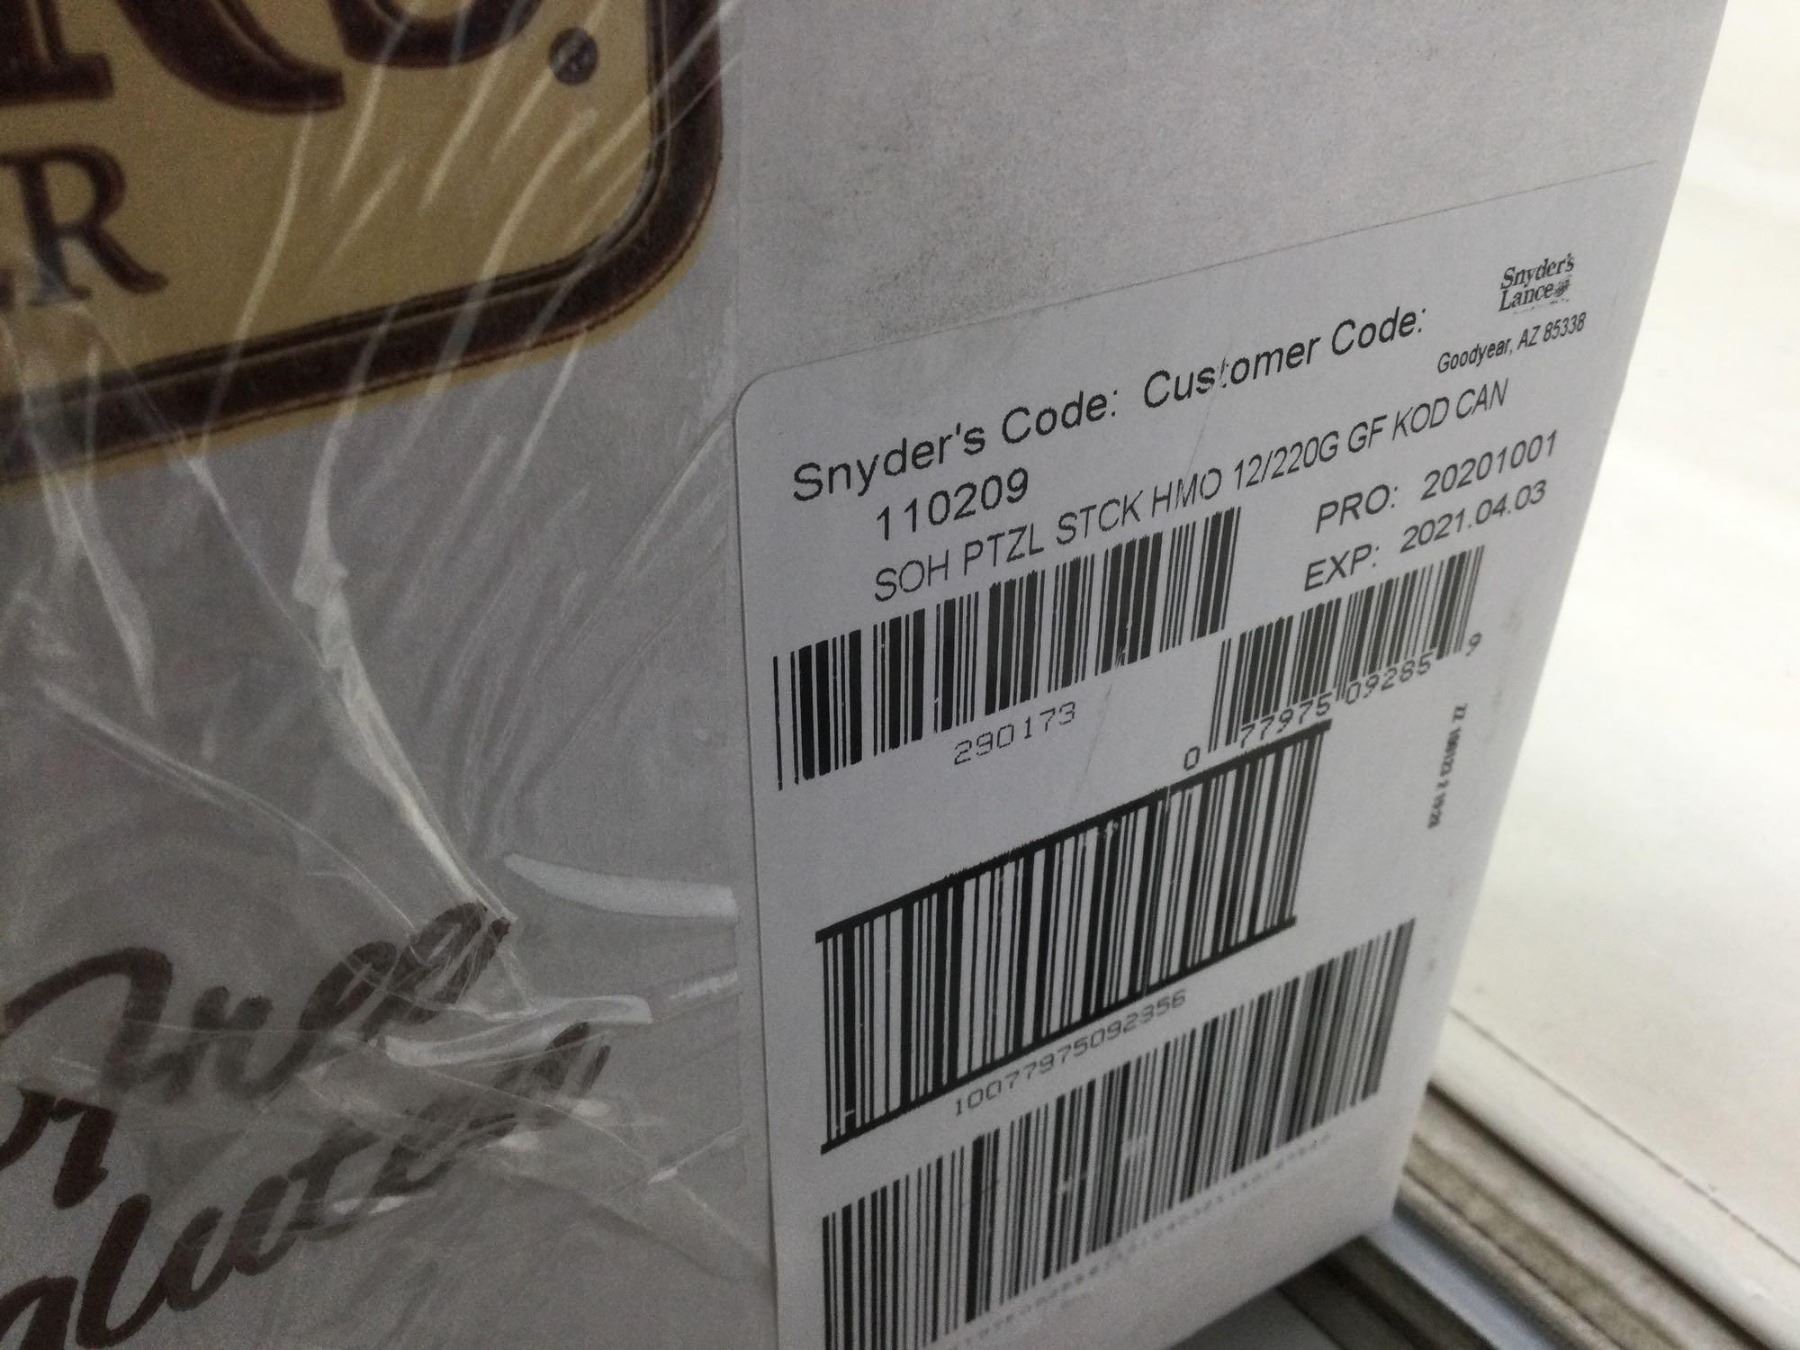 R
Snyder's
Lance
Goodyear, AZ 85338
Snyder's Code: Customer Code:
110209
SOH PTZL STCK HMO 12/220G GF KOD CAN
PRO: 20201001
EXP: 2021.04.03
290173
0 77975 09285 9
10077975092856
Free